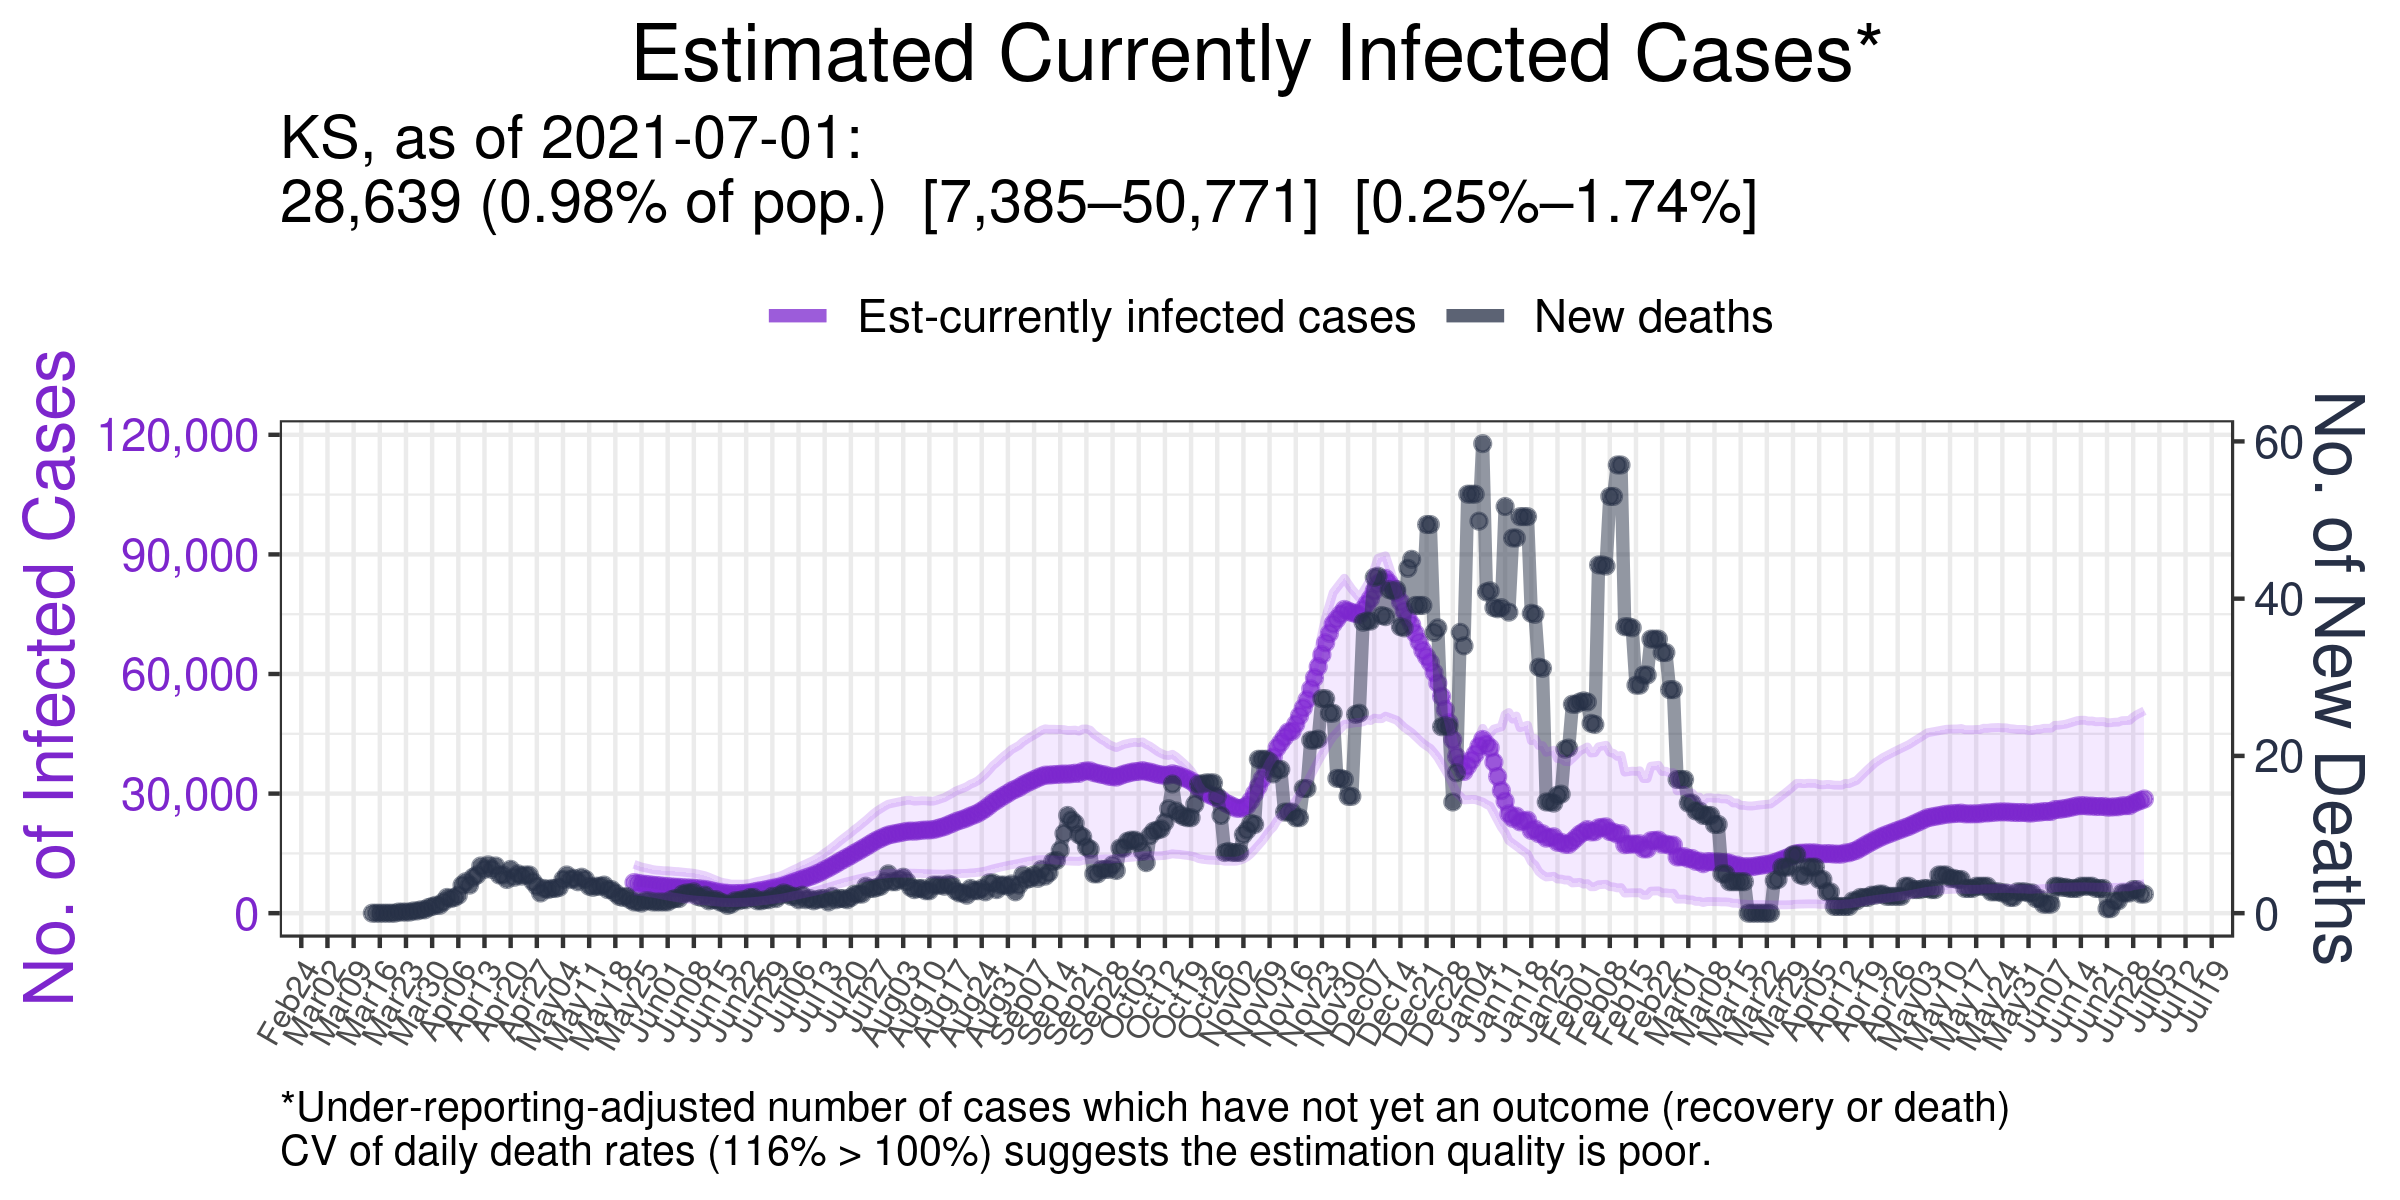 Estimated Currently Infected Cases*
KS, as of 2021-07-01:
28,639 (0.98% of pop.) [7,385–50,771] [0.25%–1.74%]
Est-currently infected cases
New deaths
No. of Infected Cases
120,000
90,000
60,000
30,000
0
No. of New Deaths
60
40
20
0
Feb24
Mar02
Mar09
Mar16
Mar23
Mar30
Apr06
Apr13
Apr20
Apr27
May04
May11
May18
May25
Jun01
Jun08
Jun15
Jun22
Jun29
Jul06
Jul13
Jul20
Jul27
Aug03
Aug10
Aug17
Aug24
Aug31
Sep07
Sep14
Sep21
Sep28
Oct05
Oct12
Oct19
Oct26
Nov02
Nov09
Nov16
Nov23
Nov30
Dec07
Dec14
Dec21
Dec28
Jan04
Jan11
Jan18
Jan25
Feb01
Feb08
Feb15
Feb22
Mar01
Mar08
Mar15
Mar22
Mar29
Apr05
Apr12
Apr19
Apr26
May03
May10
May17
May24
May31
Jun07
Jun14
Jun21
Jun28
Jul05
Jul12
Jul19
*Under-reporting-adjusted number of cases which have not yet an outcome (recovery or death)
CV of daily death rates (116% > 100%) suggests the estimation quality is poor.